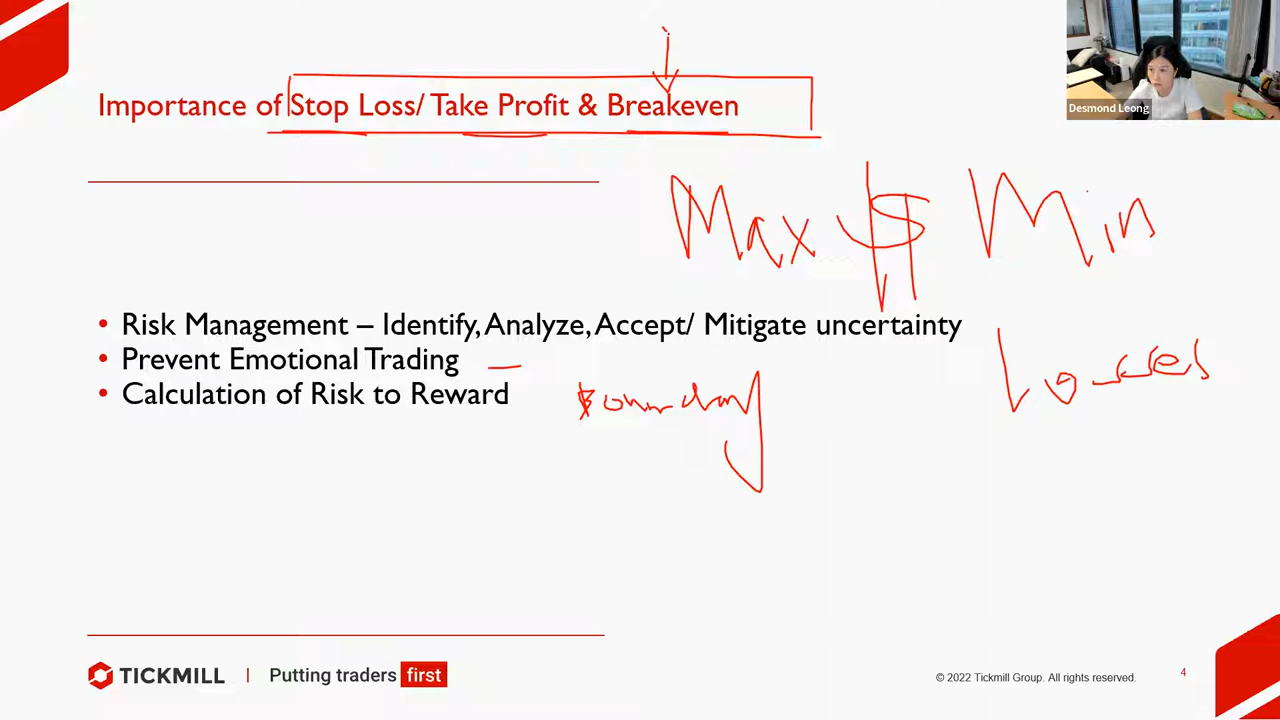 Importance of Stop Loss/ Take Profit & Breakeven
Desmond Leong
Max $ Min
Losses
• Risk Management – Identify, Analyze, Accept/ Mitigate uncertainty
• Prevent Emotional Trading –
• Calculation of Risk to Reward
Boundary
TICKMILL | Putting traders first
© 2022 Tickmill Group. All rights reserved.
4